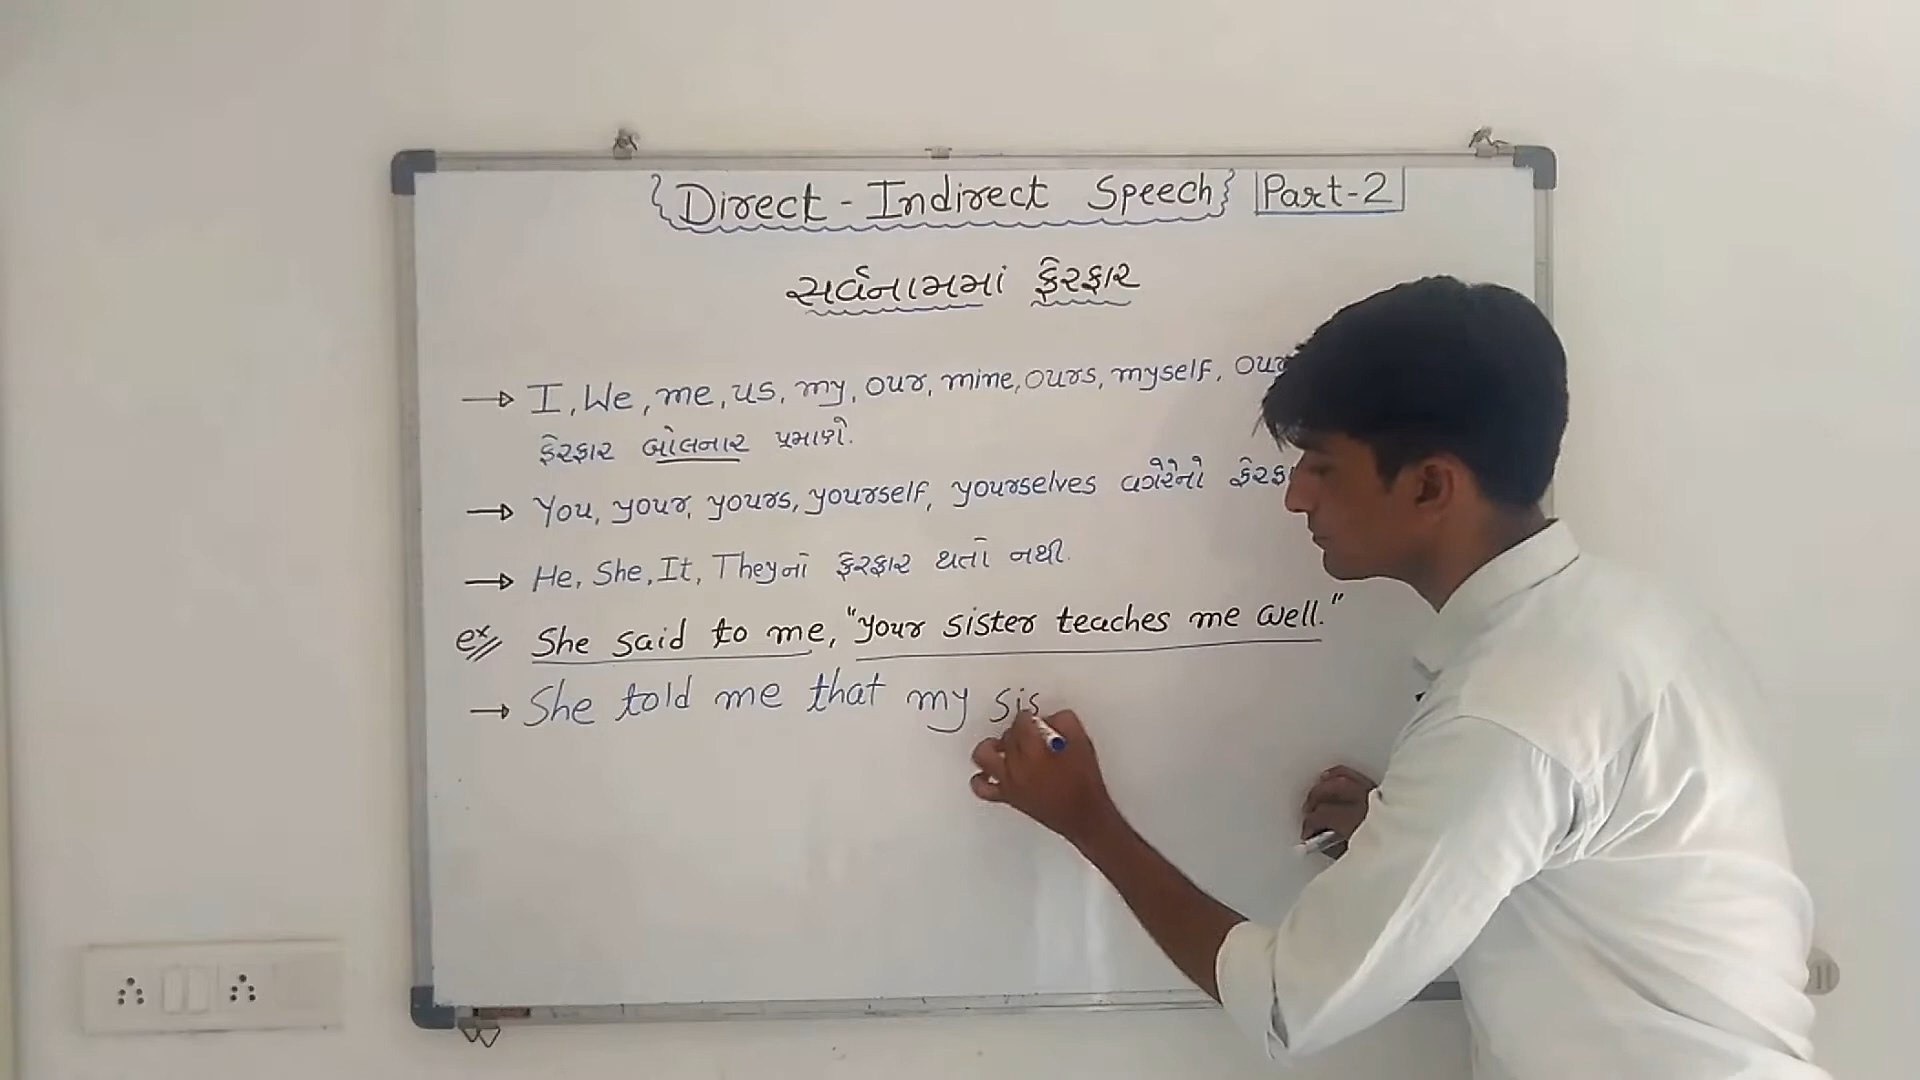 Direct - Indirect Speech Part-2
સર્વનામમાં ફેરફાર
→ I, We, me, us, my, our, mine, ours, myself,
ફેરફાર બોલનાર પ્રમાણે.
→ You, your, yours, yourself, yourselves વગેરેનો
→ He, She, It, Theyનો ફેરફાર થતો નથી.
ex She said to me, "your sister teaches me well."
→ She told me that my sis